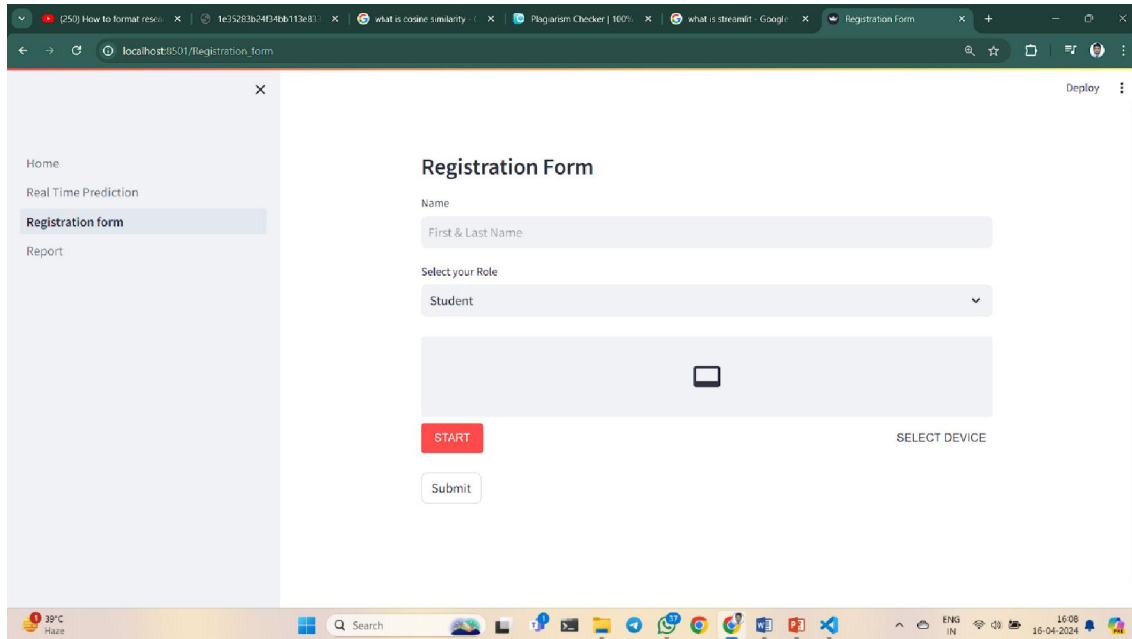 (250) How to format resea
1e35283b24f34bb113e833
what is cosine similarity - G
Plagiarism Checker | 100%
what is streamlit - Google
Registration Form
localhost:8501/Registration_form
Deploy
Home
Real Time Prediction
Registration form
Report
Registration Form
Name
First & Last Name
Select your Role
Student
START
SELECT DEVICE
Submit
1
39°C
Haze
Search
ENG
IN
16:08
16-04-2024